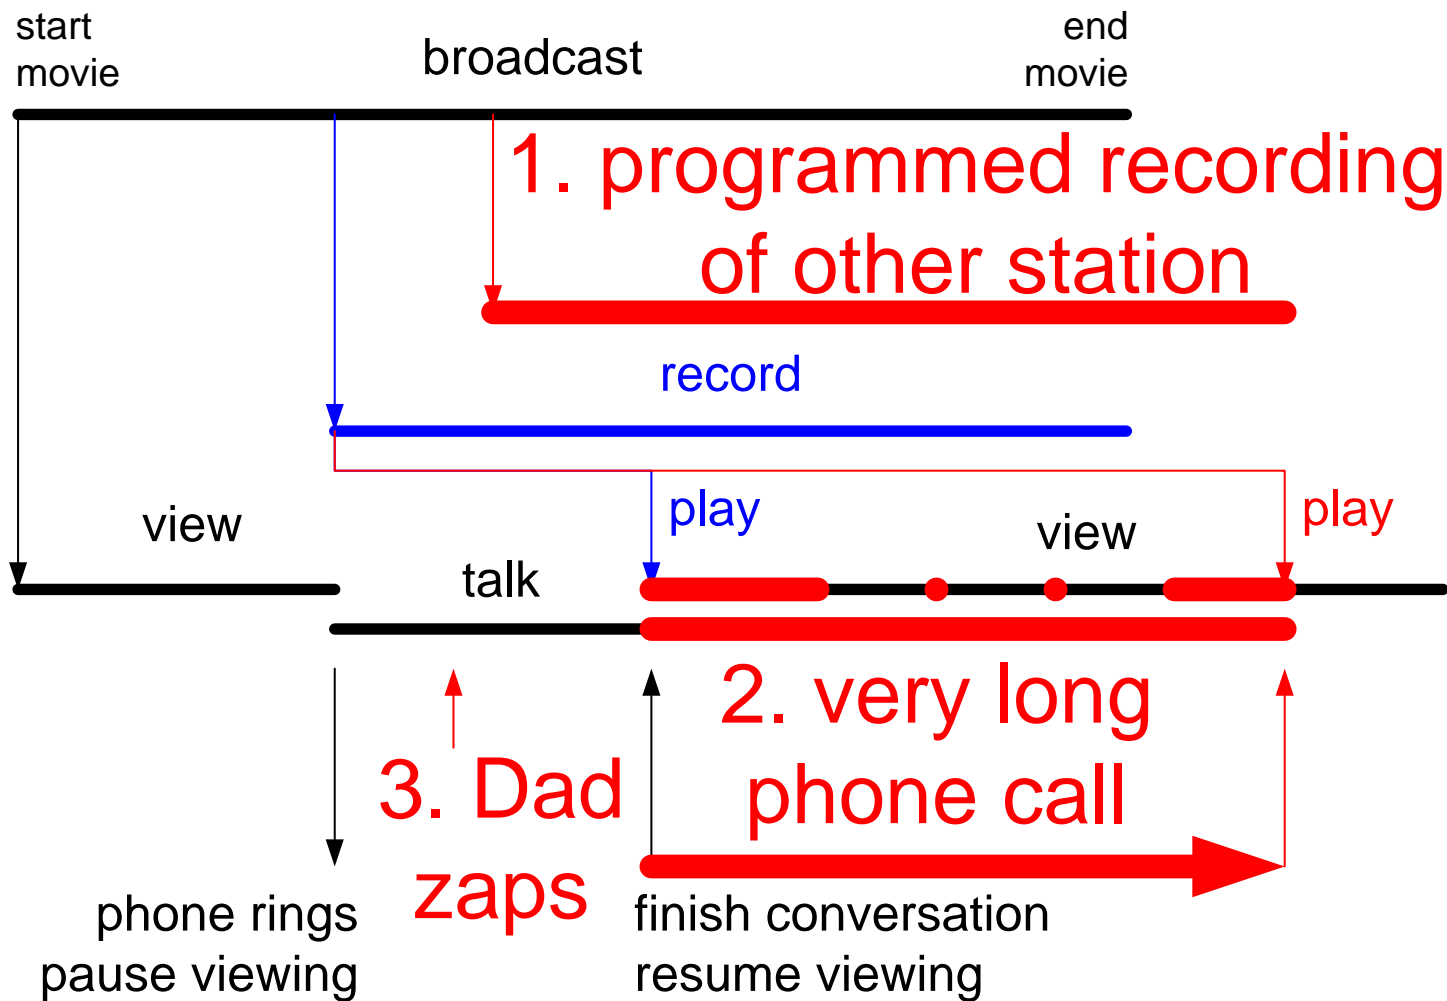 start
movie
broadcast
end
movie
1. programmed recording
of other station
record
view
play
view
play
talk
2. very long
phone call
3. Dad
zaps
phone rings
pause viewing
finish conversation
resume viewing